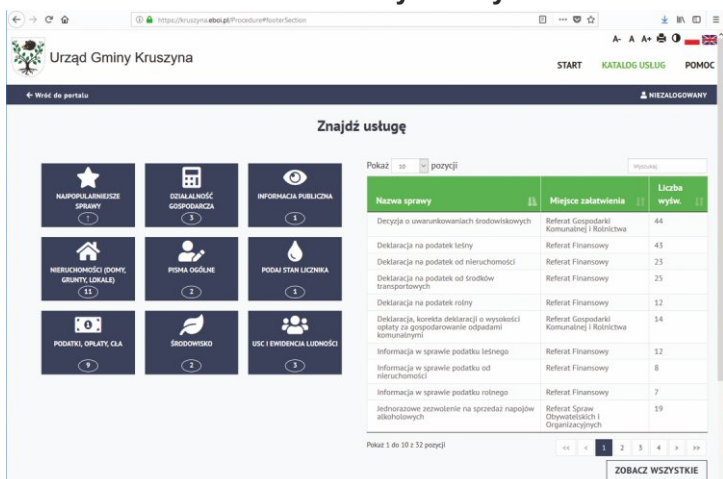 https://kruszyna.eboi.pl/Procedure#footerSection
A- A A+
Urząd Gminy Kruszyna
START KATALOG USŁUG POMOC
Wróć do portalu
NIEZALOGOWANY
Znajdź usługę
NAJPOPULARNIEJSZE
SPRAWY
DZIAŁALNOŚĆ
GOSPODARCZA
3
INFORMACJA PUBLICZNA
1
NIERUCHOMOŚCI (DOMY,
GRUNTY, LOKALE)
11
PISMA OGÓLNE
2
PODAJ STAN LICZNIKA
1
PODATKI, OPŁATY, CŁA
9
ŚRODOWISKO
2
USC I EWIDENCJA LUDNOŚCI
3
Pokaż 10 pozycji
Wyszukaj
Nazwa sprawy Miejsce załatwienia Liczba
wyśw.
Decyzja o uwarunkowaniach środowiskowych Referat Gospodarki 44
Komunalnej i Rolnictwa
Deklaracja na podatek leśny Referat Finansowy 43
Deklaracja na podatek od nieruchomości Referat Finansowy 23
Deklaracja na podatek od środków Referat Finansowy 25
transportowych
Deklaracja na podatek rolny Referat Finansowy 12
Deklaracja, korekta deklaracji o wysokości Referat Gospodarki 14
opłaty za gospodarowanie odpadami Komunalnej i Rolnictwa
komunalnymi
Informacja w sprawie podatku leśnego Referat Finansowy 12
Informacja w sprawie podatku od Referat Finansowy 8
nieruchomości
Informacja w sprawie podatku rolnego Referat Finansowy 7
Jednorazowe zezwolenie na sprzedaż napojów Referat Spraw 19
alkoholowych Obywatelskich i
Organizacyjnych
Pokaż 1 do 10 z 32 pozycji
<< < 1 2 3 4 > >>
ZOBACZ WSZYSTKIE